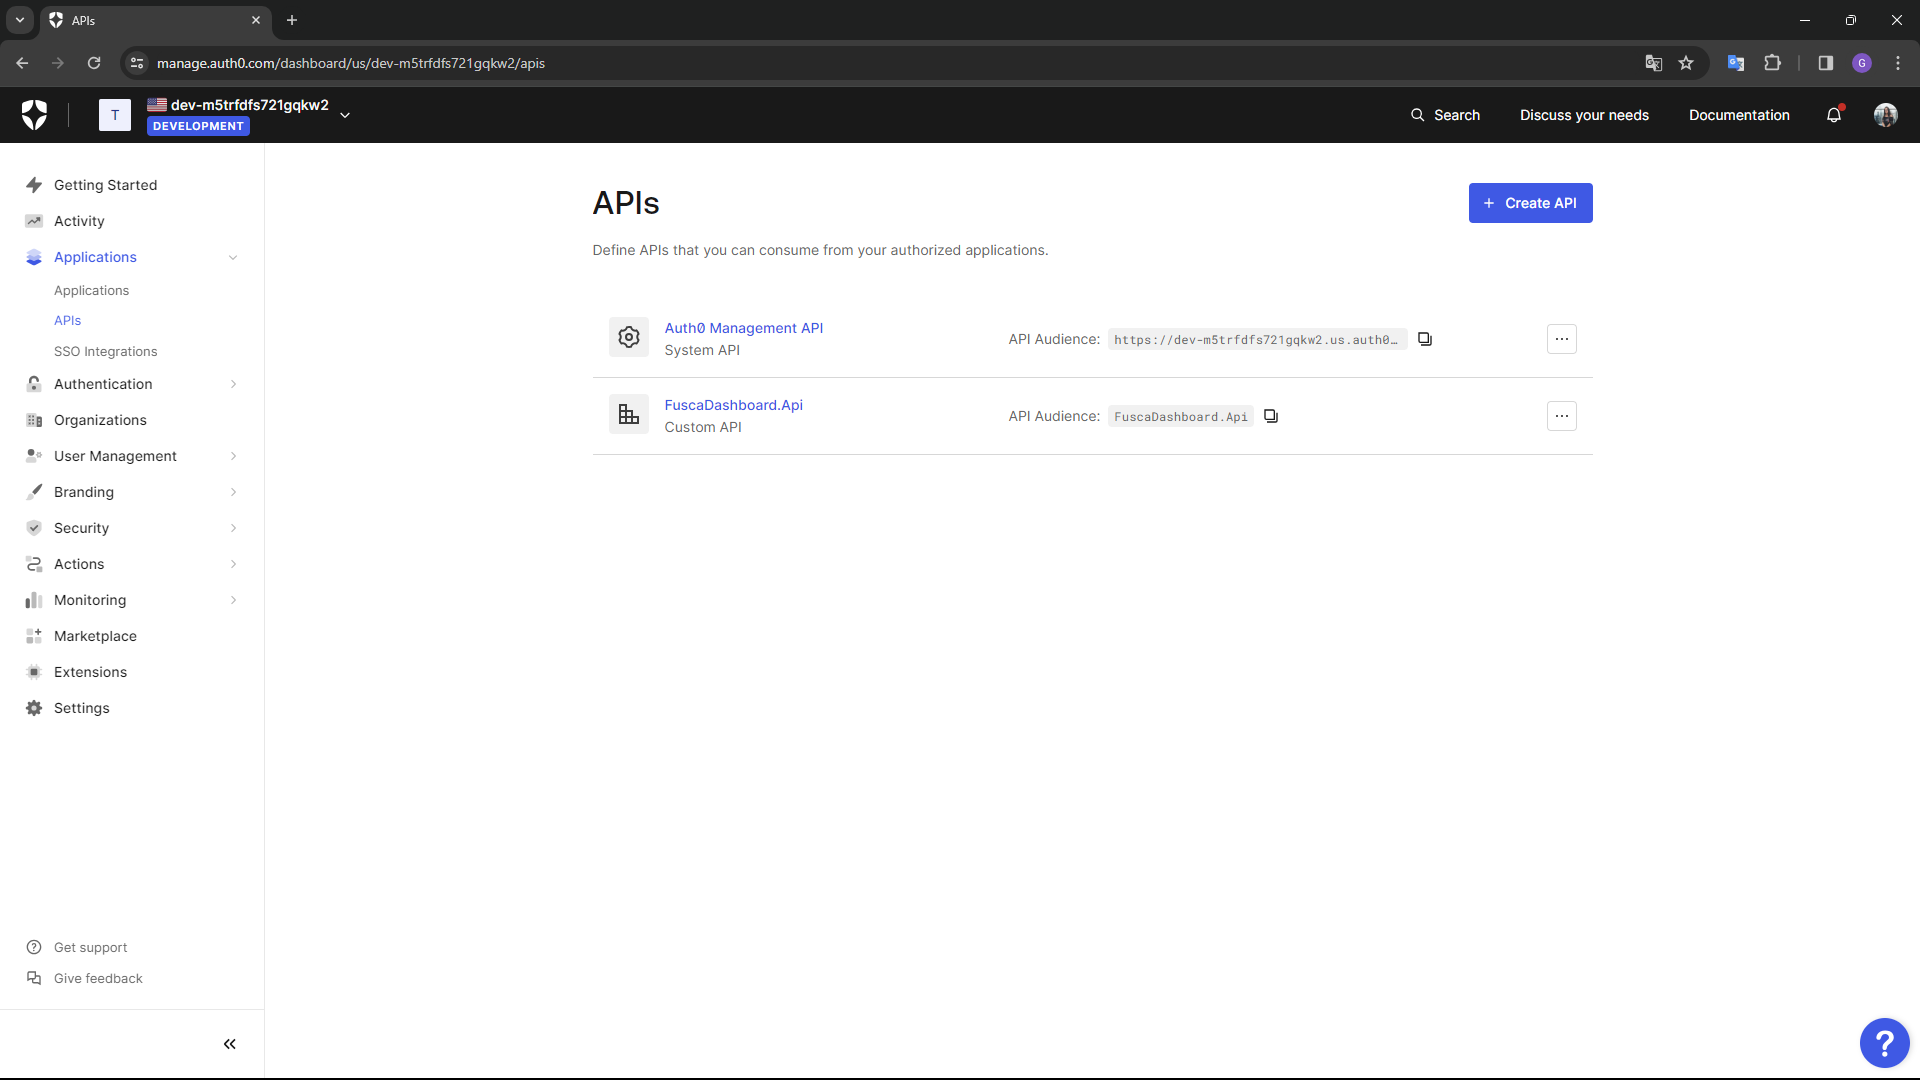 APIs
manage.auth0.com/dashboard/us/dev-m5trfdfs721gqkw2/apis
G
T
dev-m5trfdfs721gqkw2
DEVELOPMENT
Search
Discuss your needs
Documentation
Getting Started
Activity
Applications
Applications
APIs
SSO Integrations
Authentication
Organizations
User Management
Branding
Security
Actions
Monitoring
Marketplace
Extensions
Settings
Get support
Give feedback
APIs
+ Create API
Define APIs that you can consume from your authorized applications.
Auth0 Management API
System API
API Audience: https://dev-m5trfdfs721gqkw2.us.auth0…
FuscaDashboard.Api
Custom API
API Audience: FuscaDashboard.Api
?